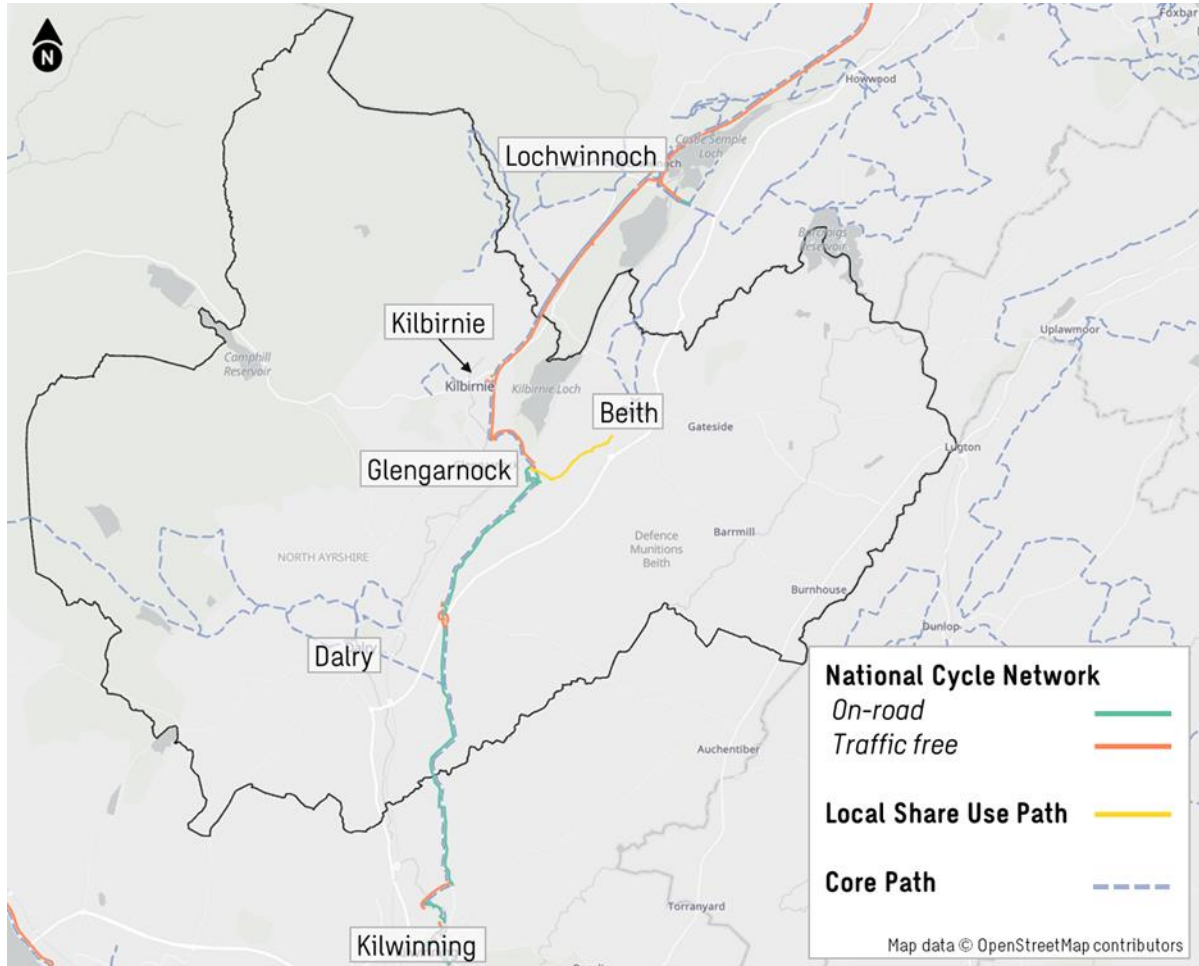 N
Foxbar
Howwood
Lochwinnoch
Castle Semple
Loch
Barcraigs
Reservoir
Uplawmoor
Kilbirnie
Camphill
Reservoir
Kilbirnie
Kilbirnie Loch
Beith
Gateside
Lugton
Glengarnock
Defence
Munitions
Beith
Barrmill
NORTH AYRSHIRE
Burnhouse
Dunlop
Dalry
National Cycle Network
On-road
Traffic free
Local Share Use Path
Core Path
Map data © OpenStreetMap contributors
Auchentiber
Torranyard
Kilwinning